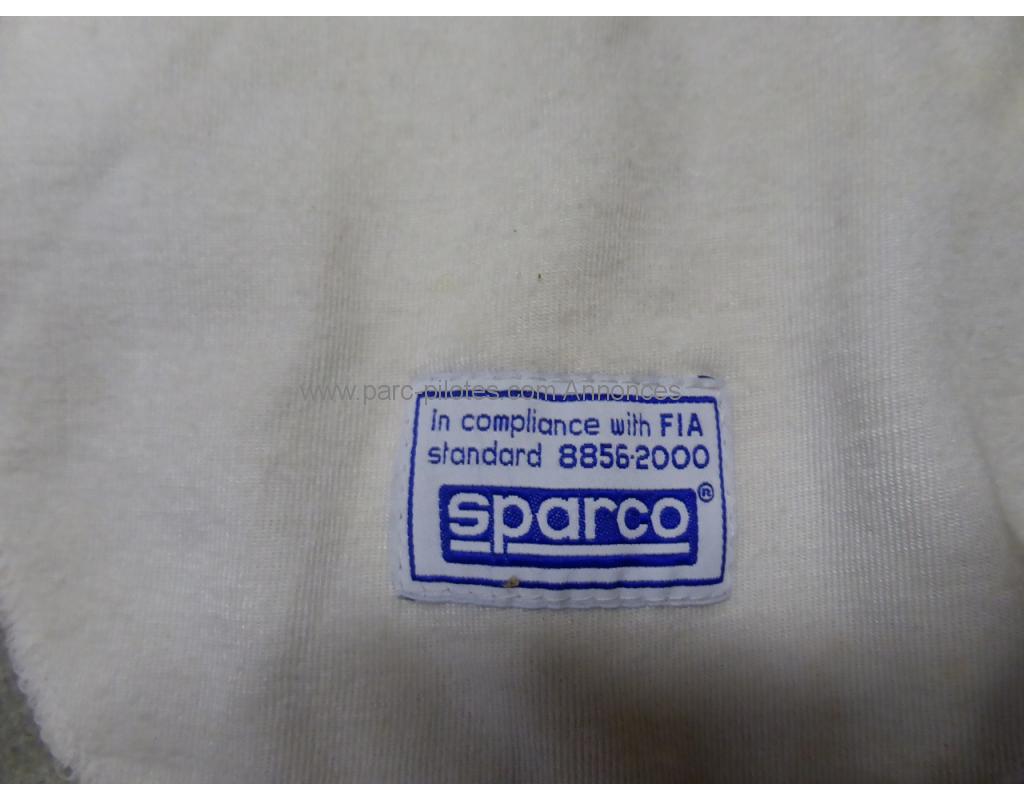 www.parc-pilotes.com Annonces
In compliance with FIA
standard 8856-2000
sparco®